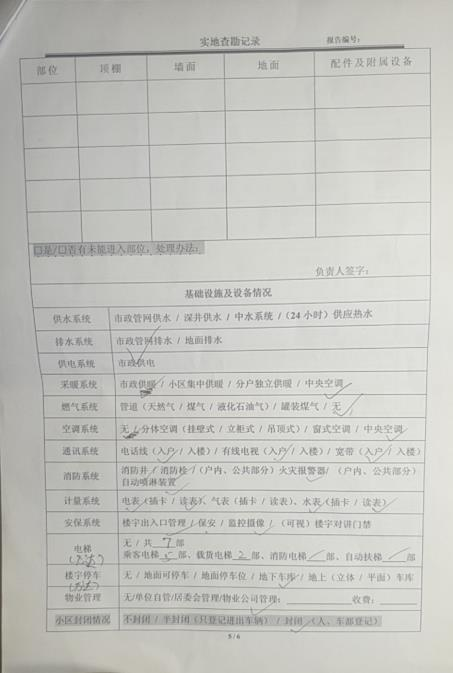 实地查勘记录 报告编号：
部位 顶棚 墙面 地面 配件及附属设备
☐是/☐否有未能进入部位，处理办法：
负责人签字：
基础设施及设备情况
供水系统 市政管网供水 / 深井供水 / 中水系统 /（24 小时）供应热水
排水系统 市政管网排水 / 地面排水
供电系统 市政供电
采暖系统 市政供暖 / 小区集中供暖 / 分户独立供暖 / 中央空调
燃气系统 管道（天然气 / 煤气 / 液化石油气）/ 罐装煤气 / 无
空调系统 无 / 分体空调（挂壁式 / 立柜式 / 吊顶式）/ 窗式空调 / 中央空调
通讯系统 电话线（入户 / 入楼）/ 有线电视（入户 / 入楼）/ 宽带（入户 / 入楼）
消防系统 消防井 / 消防栓 /（户内、公共部分）火灾报警器/（户内、公共部分）
自动喷淋装置
计量系统 电表（插卡 / 读表）、气表（插卡 / 读表）、水表（插卡 / 读表）
安保系统 楼宇出入口管理 / 保安 / 监控摄像 /（可视）楼宇对讲门禁
电梯 无 / 共 7 部
乘客电梯 5 部、载货电梯 2 部、消防电梯 / 部、自动扶梯 / 部
楼宇停车 无 / 地面可停车 / 地面停车位 / 地下车库 / 地上（立体 / 平面）车库
物业管理 无/单位自管/居委会管理/物业公司管理： 收费：
小区封闭情况 不封闭 / 半封闭（只登记进出车辆）/ 封闭（人、车部登记）
5 / 6